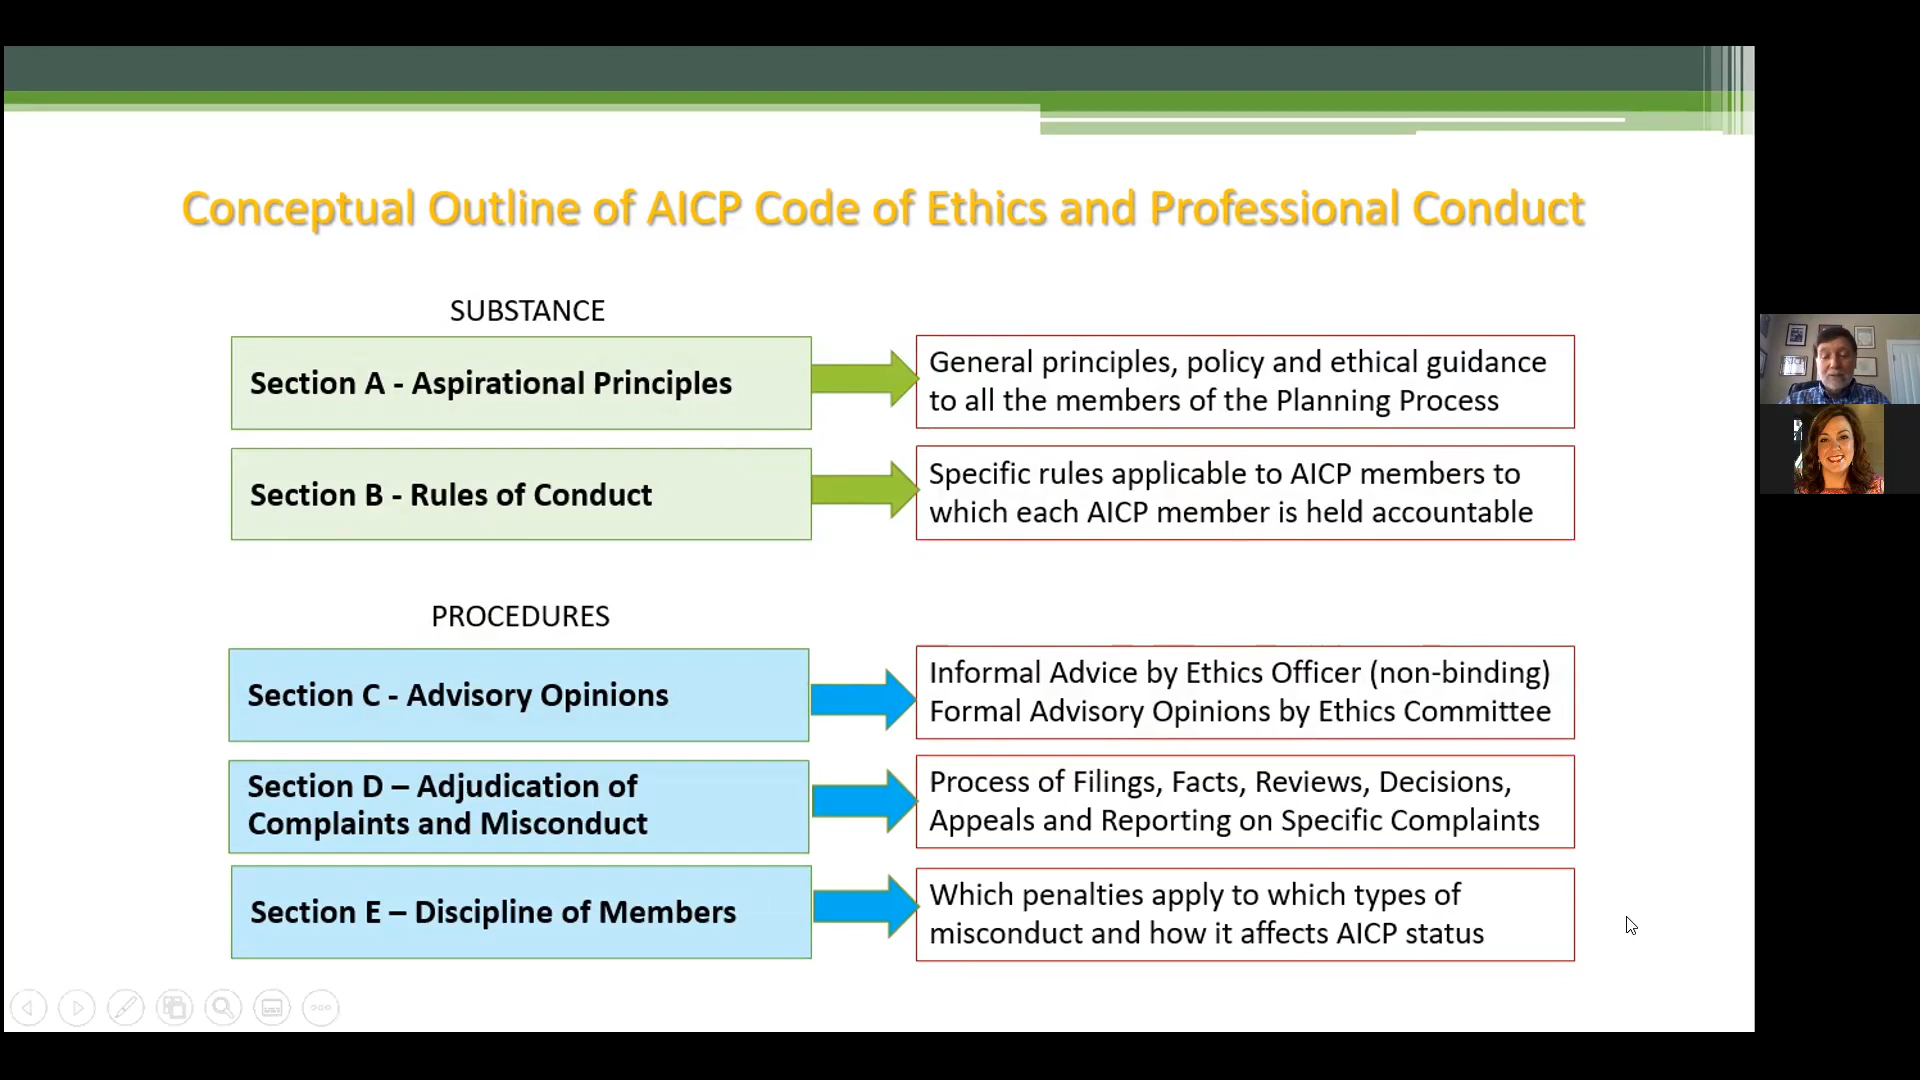 Conceptual Outline of AICP Code of Ethics and Professional Conduct
SUBSTANCE
Section A - Aspirational Principles
General principles, policy and ethical guidance
to all the members of the Planning Process
Section B - Rules of Conduct
Specific rules applicable to AICP members to
which each AICP member is held accountable
PROCEDURES
Section C - Advisory Opinions
Informal Advice by Ethics Officer (non-binding)
Formal Advisory Opinions by Ethics Committee
Section D – Adjudication of
Complaints and Misconduct
Process of Filings, Facts, Reviews, Decisions,
Appeals and Reporting on Specific Complaints
Section E – Discipline of Members
Which penalties apply to which types of
misconduct and how it affects AICP status